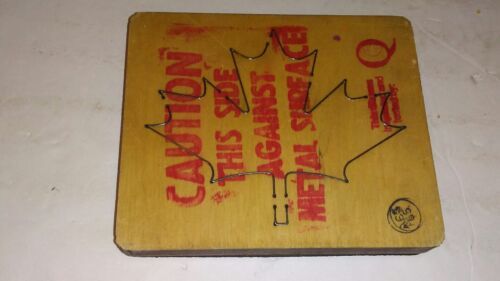 CAUTION
THIS SIDE
AGAINST
METAL SURFACE
Q